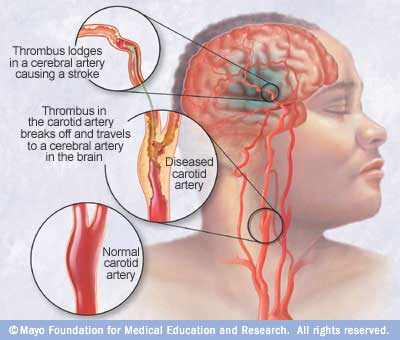 Thrombus lodges
in a cerebral artery
causing a stroke
Thrombus in
the carotid artery
breaks off and travels
to a cerebral artery
in the brain
Diseased
carotid
artery
Normal
carotid
artery
© Mayo Foundation for Medical Education and Research. All rights reserved.